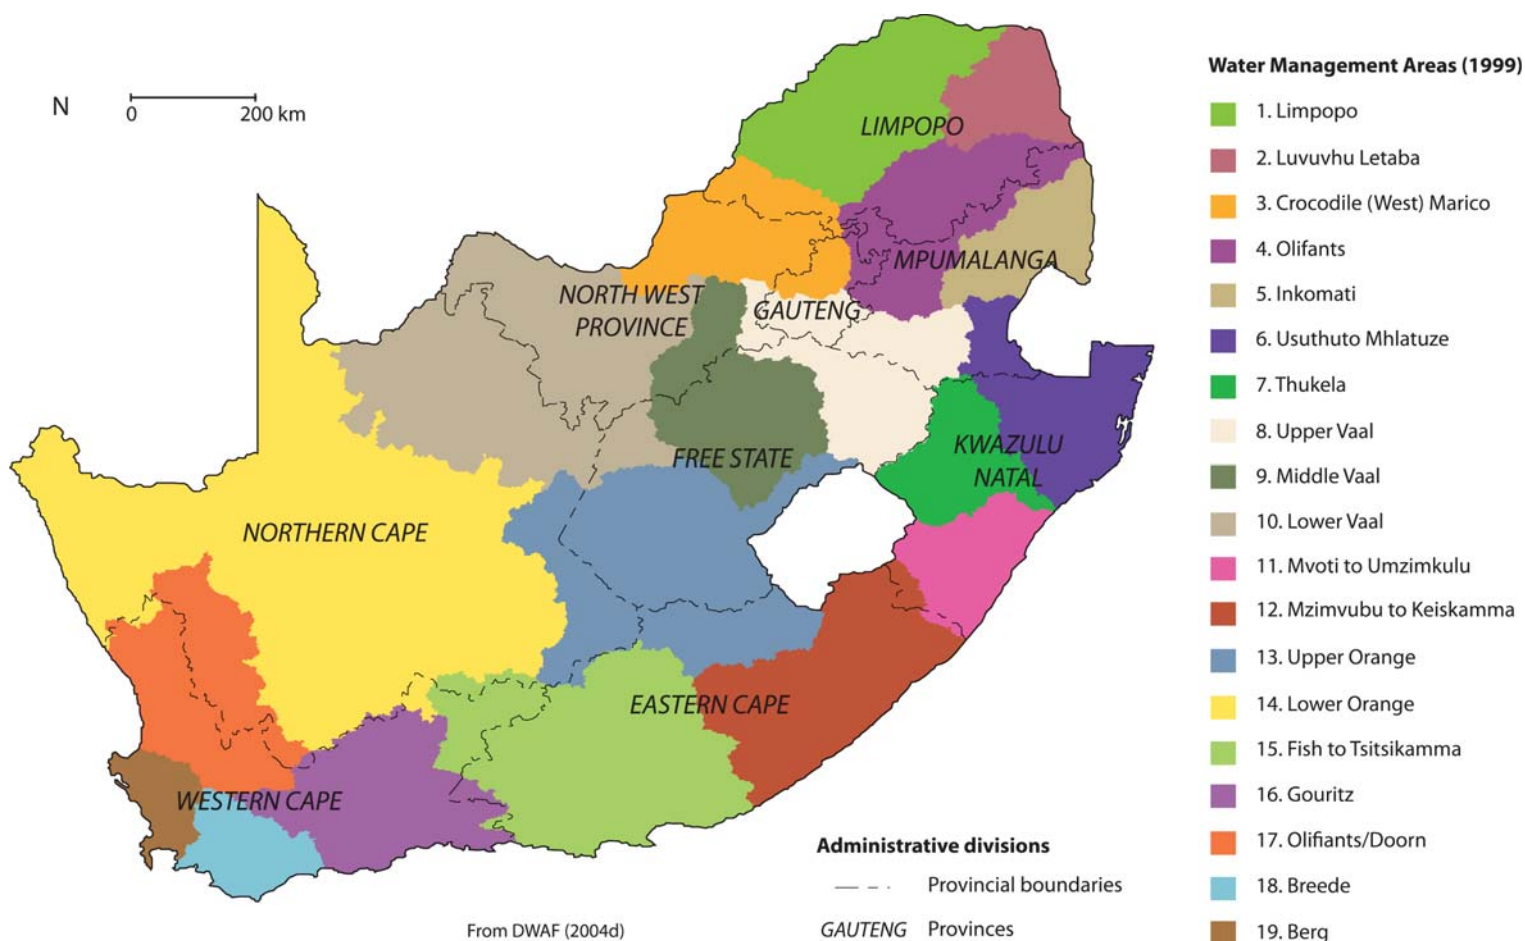 N
0
200 km
LIMPOPO
MPUMALANGA
NORTH WEST
PROVINCE
GAUTENG
KWAZULU
NATAL
FREE STATE
NORTHERN CAPE
EASTERN CAPE
WESTERN CAPE
Water Management Areas (1999)
1. Limpopo
2. Luvuvhu Letaba
3. Crocodile (West) Marico
4. Olifants
5. Inkomati
6. Usuthuto Mhlatuze
7. Thukela
8. Upper Vaal
9. Middle Vaal
10. Lower Vaal
11. Mvoti to Umzimkulu
12. Mzimvubu to Keiskamma
13. Upper Orange
14. Lower Orange
15. Fish to Tsitsikamma
16. Gouritz
17. Olifiants/Doorn
18. Breede
19. Berg
Administrative divisions
Provincial boundaries
GAUTENG Provinces
From DWAF (2004d)